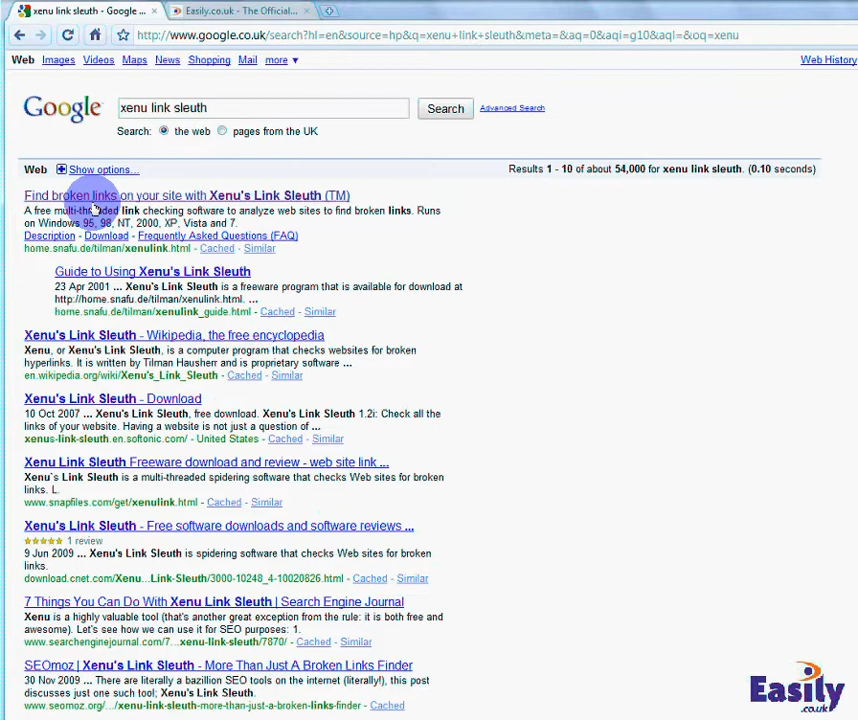 xenu link sleuth - Google ...
Easily.co.uk - The Official...
http://www.google.co.uk/search?hl=en&source=hp&q=xenu+link+sleuth&meta=&aq=0&aqi=g10&aql=&oq=xenu
Web Images Videos Maps News Shopping Mail more ▼ Web History
Google xenu link sleuth Search Advanced Search
Search: the web pages from the UK
Web Show options... Results 1 - 10 of about 54,000 for xenu link sleuth. (0.10 seconds)
Find broken links on your site with Xenu's Link Sleuth (TM)
A free multi-threaded link checking software to analyze web sites to find broken links. Runs
on Windows 95, 98, NT, 2000, XP, Vista and 7.
Description - Download - Frequently Asked Questions (FAQ)
home.snafu.de/tilman/xenulink.html - Cached - Similar
Guide to Using Xenu's Link Sleuth
23 Apr 2001 ... Xenu's Link Sleuth is a freeware program that is available for download at
http://home.snafu.de/tilman/xenulink.html. ...
home.snafu.de/tilman/xenulink_guide.html - Cached - Similar
Xenu's Link Sleuth - Wikipedia, the free encyclopedia
Xenu, or Xenu's Link Sleuth, is a computer program that checks websites for broken
hyperlinks. It is written by Tilman Hausherr and is proprietary software ...
en.wikipedia.org/wiki/Xenu's_Link_Sleuth - Cached - Similar
Xenu's Link Sleuth - Download
10 Oct 2007 ... Xenu's Link Sleuth, free download. Xenu's Link Sleuth 1.2i: Check all the
links of your website. Having a website is not just a question of ...
xenus-link-sleuth.en.softonic.com/ - United States - Cached - Similar
Xenu Link Sleuth Freeware download and review - web site link ...
Xenu`s Link Sleuth is a multi-threaded spidering software that checks Web sites for broken
links. L.
www.snapfiles.com/get/xenulink.html - Cached - Similar
Xenu's Link Sleuth - Free software downloads and software reviews ...
1 review
9 Jun 2009 ... Xenu's Link Sleuth is spidering software that checks Web sites for broken
links.
download.cnet.com/Xenu...Link-Sleuth/3000-10248_4-10020826.html - Cached - Similar
7 Things You Can Do With Xenu Link Sleuth | Search Engine Journal
Xenu is a highly valuable tool (that's another great exception from the rule: it is both free and
awesome). Let's see how we can use it for SEO purposes: 1.
www.searchenginejournal.com/7...xenu-link-sleuth/7870/ - Cached - Similar
SEOmoz | Xenu's Link Sleuth - More Than Just A Broken Links Finder
30 Nov 2009 ... There are literally a bazillion SEO tools on the internet (literally!), this post
discusses just one such tool; Xenu's Link Sleuth.
www.seomoz.org/.../xenu-link-sleuth-more-than-just-a-broken-links-finder - Cached
Easily
.co.uk